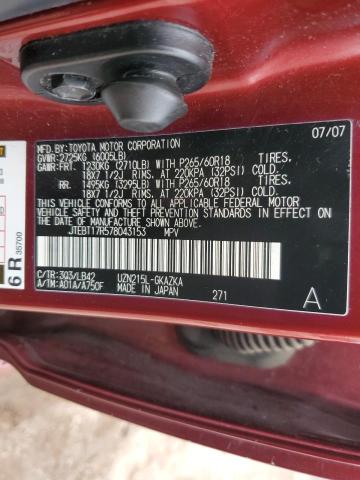 MFD.BY:TOYOTA MOTOR CORPORATION 07/07
GVWR: 2725KG (6005LB)
GAWR:FRT. 1230KG (2710LB) WITH P265/60R18 TIRES,
18X7 1/2J RIMS, AT 220KPA (32PSI) COLD.
RR. 1495KG (3295LB) WITH P265/60R18 TIRES,
18X7 1/2J RIMS, AT 220KPA (32PSI) COLD.
THIS VEHICLE CONFORMS TO ALL APPLICABLE FEDERAL MOTOR
VEHICLE SAFETY, AND THEFT PREVENTION STANDARDS IN
EFFECT ON THE DATE OF MANUFACTURE SHOWN ABOVE.
JTEBT17R578043153 MPV
C/TR: 3Q3/LB42 UZN215L-GKAZKA
A/TM: A01A/A750F MADE IN JAPAN 271
A
6R 35700